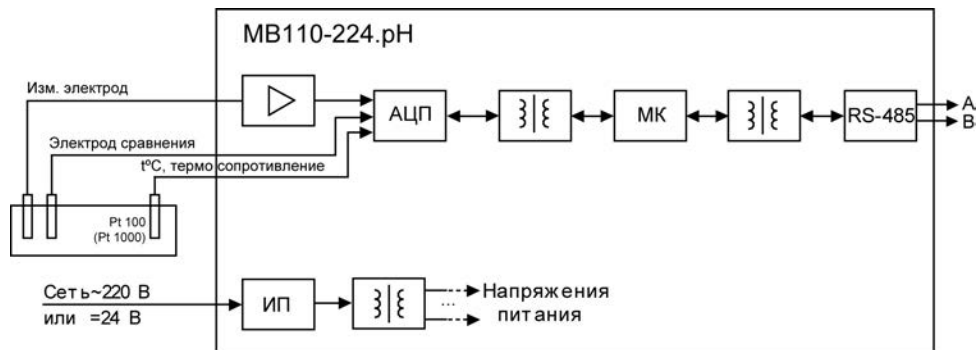 МВ110-224.pH
Изм. электрод
АЦП
МК
RS-485
А
В
Электрод сравнения
t°C, термо сопротивление
Pt 100
(Pt 1000)
Сеть~220 В
или =24 В
ИП
...
Напряжения
питания